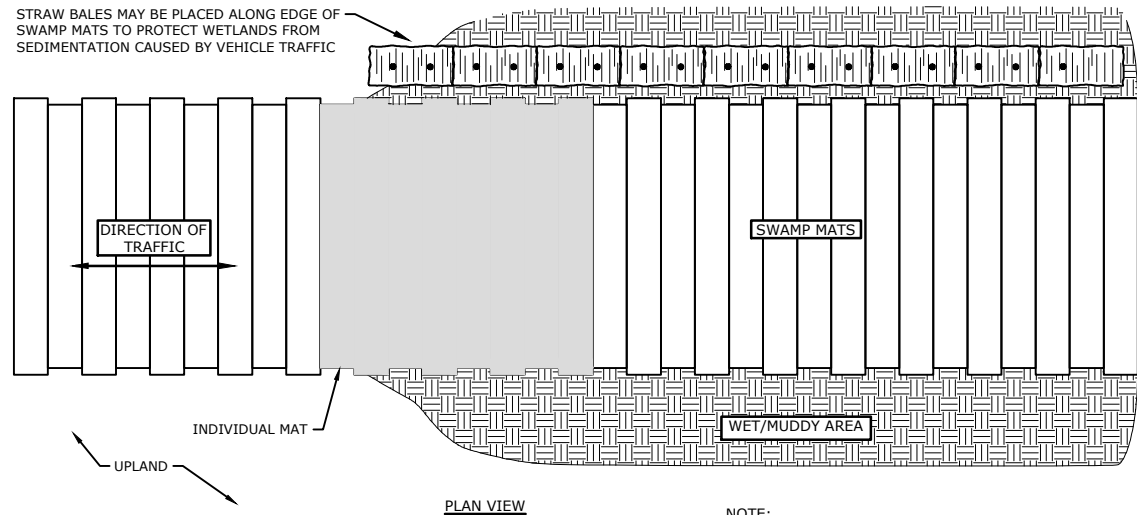 STRAW BALES MAY BE PLACED ALONG EDGE OF
SWAMP MATS TO PROTECT WETLANDS FROM
SEDIMENTATION CAUSED BY VEHICLE TRAFFIC
DIRECTION OF
TRAFFIC
SWAMP MATS
INDIVIDUAL MAT
WET/MUDDY AREA
UPLAND
PLAN VIEW
NOTE: